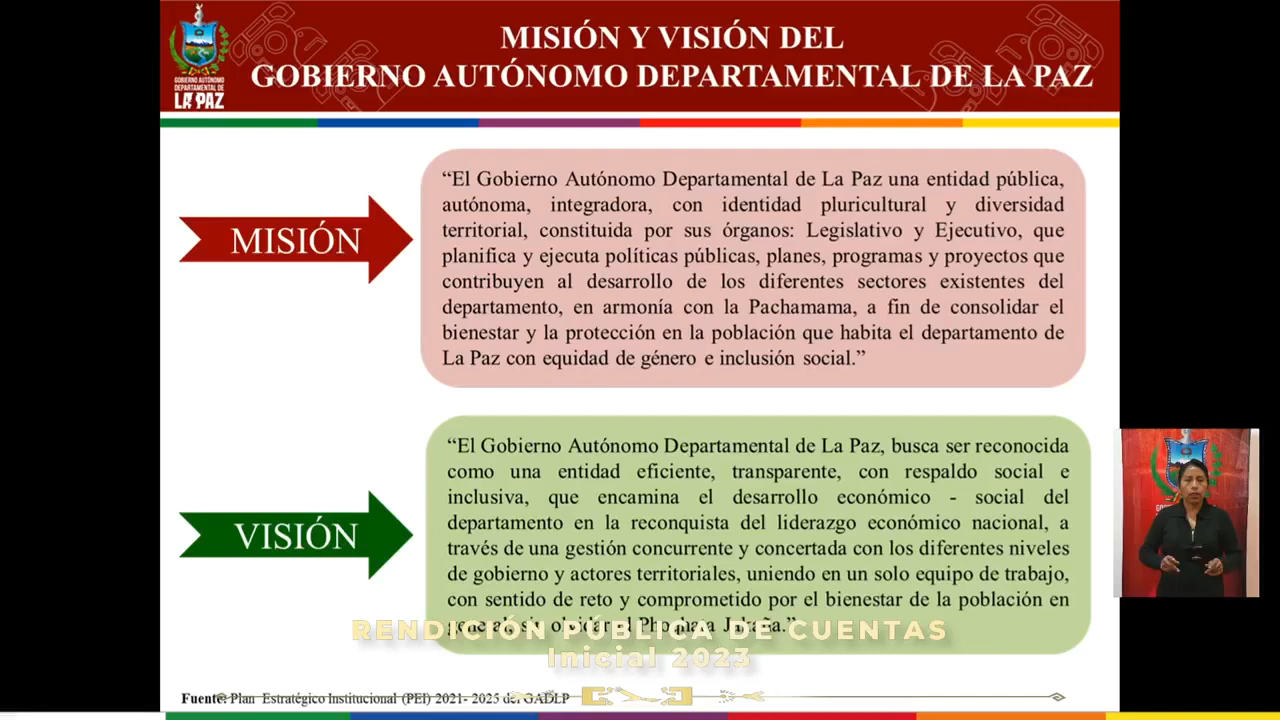 GOBIERNO AUTÓNOMO
DEPARTAMENTAL DE
LA PAZ
MISIÓN Y VISIÓN DEL
GOBIERNO AUTÓNOMO DEPARTAMENTAL DE LA PAZ
MISIÓN
“El Gobierno Autónomo Departamental de La Paz una entidad pública,
autónoma, integradora, con identidad pluricultural y diversidad
territorial, constituida por sus órganos: Legislativo y Ejecutivo, que
planifica y ejecuta políticas públicas, planes, programas y proyectos que
contribuyen al desarrollo de los diferentes sectores existentes del
departamento, en armonía con la Pachamama, a fin de consolidar el
bienestar y la protección en la población que habita el departamento de
La Paz con equidad de género e inclusión social.”
VISIÓN
“El Gobierno Autónomo Departamental de La Paz, busca ser reconocida
como una entidad eficiente, transparente, con respaldo social e
inclusiva, que encamina el desarrollo económico - social del
departamento en la reconquista del liderazgo económico nacional, a
través de una gestión concurrente y concertada con los diferentes niveles
de gobierno y actores territoriales, uniendo en un solo equipo de trabajo,
con sentido de reto y comprometido por el bienestar de la población en
general, sin olvidar el
RENDICIÓN PÚBLICA DE CUENTAS
Inicial 2023
Fuente: Plan Estratégico Institucional (PEI) 2021- 2025 del GADLP